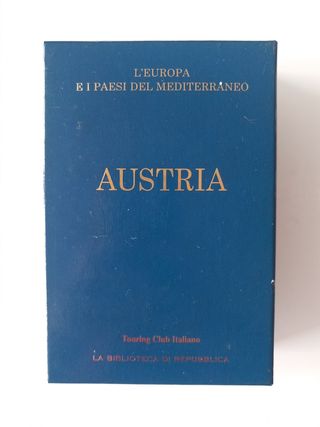 L'EUROPA
E I PAESI DEL MEDITERRANEO
AUSTRIA
Touring Club Italiano
LA BIBLIOTECA DI REPUBBLICA